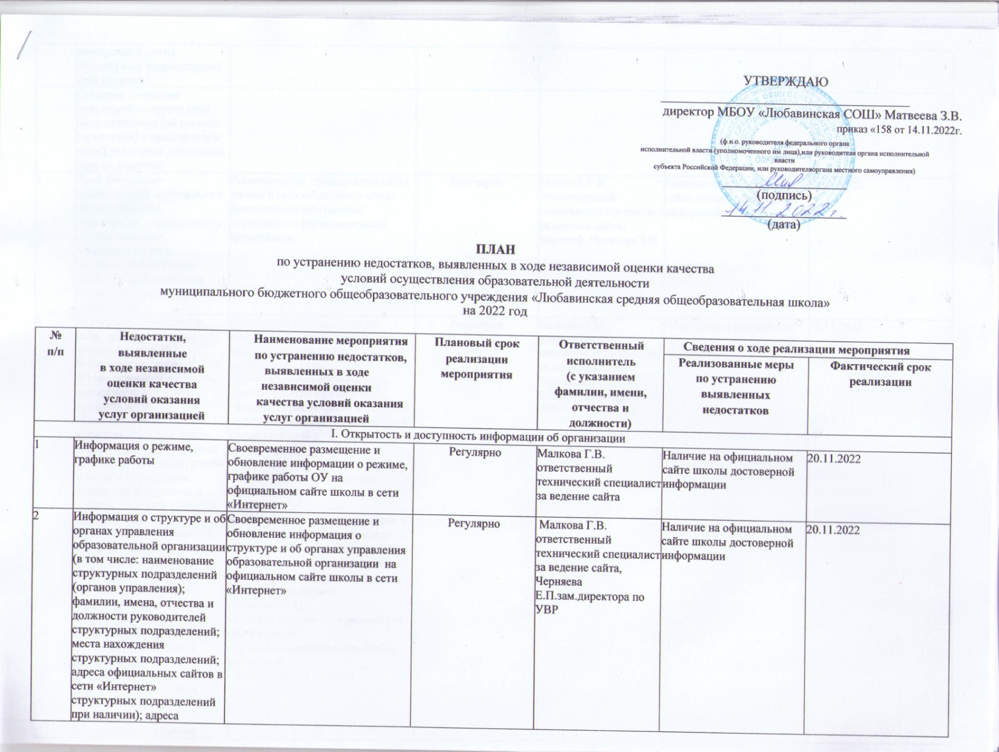 УТВЕРЖДАЮ
директор МБОУ «Любавинская СОШ» Матвеева З.В.
приказ «158 от 14.11.2022г.
(ф.и.о. руководителя федерального органа
исполнительной власти (уполномоченного им лица),или руководителя органа исполнительной
власти
субъекта Российской Федерации, или руководителяоргана местного самоуправления)
(подпись)
14.11.2022г.
(дата)
ПЛАН
по устранению недостатков, выявленных в ходе независимой оценки качества
условий осуществления образовательной деятельности
муниципального бюджетного общеобразовательного учреждения «Любавинская средняя общеобразовательная школа»
на 2022 год
№
п/п
Недостатки,
выявленные
в ходе независимой
оценки качества
условий оказания
услуг организацией
Наименование мероприятия
по устранению недостатков,
выявленных в ходе
независимой оценки
качества условий оказания
услуг организацией
Плановый срок
реализации
мероприятия
Ответственный
исполнитель
(с указанием
фамилии, имени,
отчества и
должности)
Сведения о ходе реализации мероприятия
Реализованные меры
по устранению
выявленных
недостатков
Фактический срок
реализации
I. Открытость и доступность информации об организации
1
Информация о режиме,
графике работы
Своевременное размещение и
обновление информации о режиме,
графике работы ОУ на
официальном сайте школы в сети
«Интернет»
Регулярно
Малкова Г.В.
ответственный
технический специалист
за ведение сайта
Наличие на официальном
сайте школы достоверной
информации
20.11.2022
2
Информация о структуре и об
органах управления
образовательной организации
(в том числе: наименование
структурных подразделений
(органов управления);
фамилии, имена, отчества и
должности руководителей
структурных подразделений;
места нахождения
структурных подразделений;
адреса официальных сайтов в
сети «Интернет»
структурных подразделений
при наличии); адреса
Своевременное размещение и
обновление информации о
структуре и об органах управления
образовательной организации на
официальном сайте школы в сети
«Интернет»
Регулярно
Малкова Г.В.
ответственный
технический специалист
за ведение сайта,
Черняева
Е.П.зам.директора по
УВР
Наличие на официальном
сайте школы достоверной
информации
20.11.2022